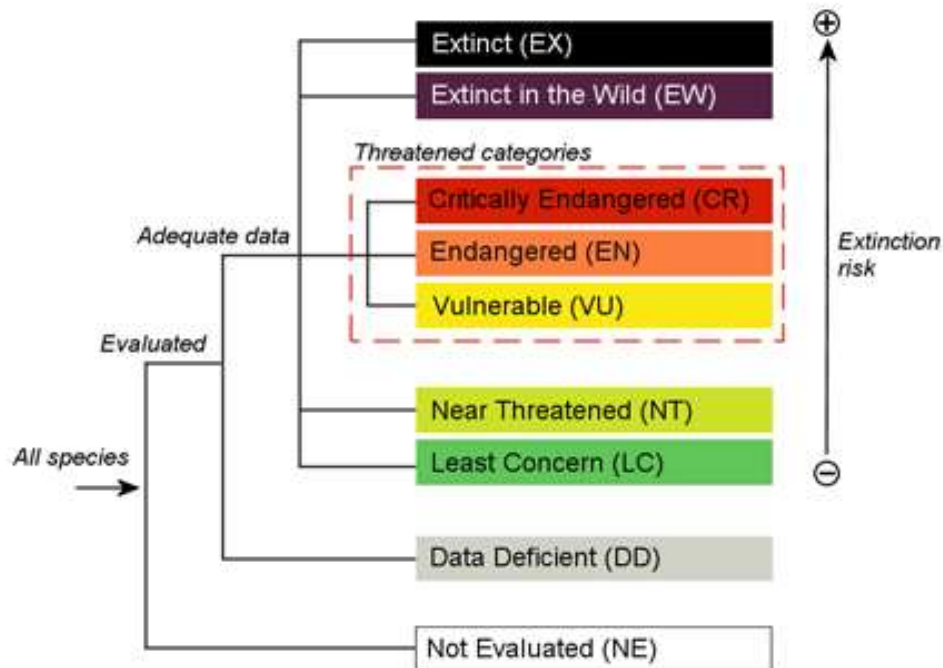 Extinct (EX)
Extinct in the Wild (EW)
Threatened categories
Critically Endangered (CR)
Adequate data
Endangered (EN)
Extinction
risk
Vulnerable (VU)
Evaluated
Near Threatened (NT)
All species
Least Concern (LC)
Data Deficient (DD)
Not Evaluated (NE)